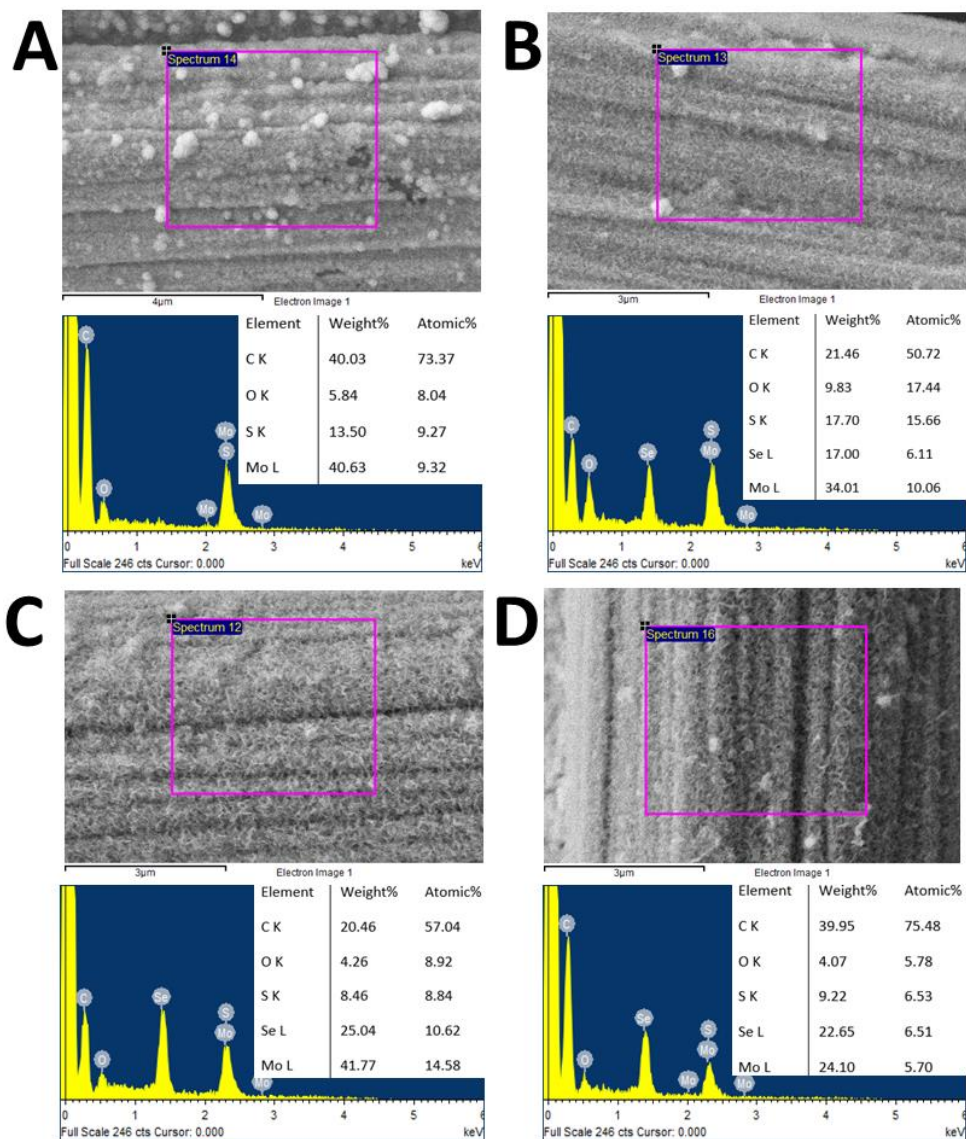 A
Spectrum 14
4µm Electron Image 1
Element Weight% Atomic%
C K 40.03 73.37
O K 5.84 8.04
S K 13.50 9.27
Mo L 40.63 9.32
C
O
Mo
S
Mo
Mo
0 1 2 3 4 5 6
Full Scale 246 cts Cursor: 0.000 keV
B
Spectrum 13
3µm Electron Image 1
Element Weight% Atomic%
C K 21.46 50.72
O K 9.83 17.44
S K 17.70 15.66
Se L 17.00 6.11
Mo L 34.01 10.06
C
O
Se
S
Mo
Mo
0 1 2 3 4 5 6
Full Scale 246 cts Cursor: 0.000 keV
C
Spectrum 12
3µm Electron Image 1
Element Weight% Atomic%
C K 20.46 57.04
O K 4.26 8.92
S K 8.46 8.84
Se L 25.04 10.62
Mo L 41.77 14.58
C
O
Se
S
Mo
Mo
0 1 2 3 4 5 6
Full Scale 246 cts Cursor: 0.000 keV
D
Spectrum 16
3µm Electron Image 1
Element Weight% Atomic%
C K 39.95 75.48
O K 4.07 5.78
S K 9.22 6.53
Se L 22.65 6.51
Mo L 24.10 5.70
C
O
Se
Mo
S
Mo
Mo
0 1 2 3 4 5 6
Full Scale 246 cts Cursor: 0.000 keV